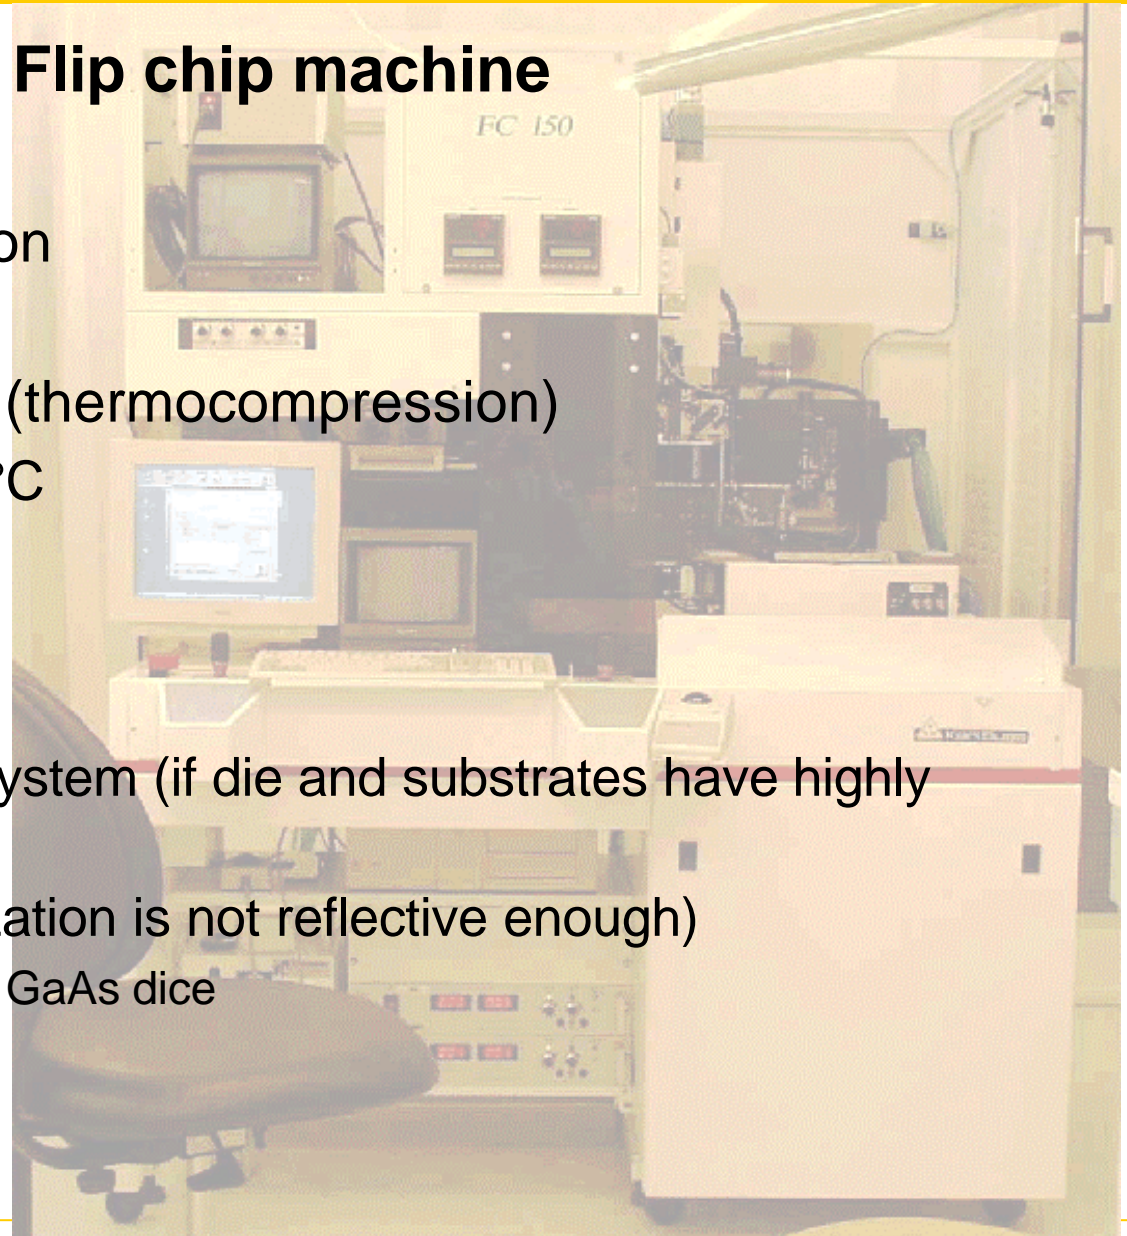 Flip chip machine
FC 150
on
(thermocompression)
°C
ystem (if die and substrates have highly
ation is not reflective enough)
GaAs dice